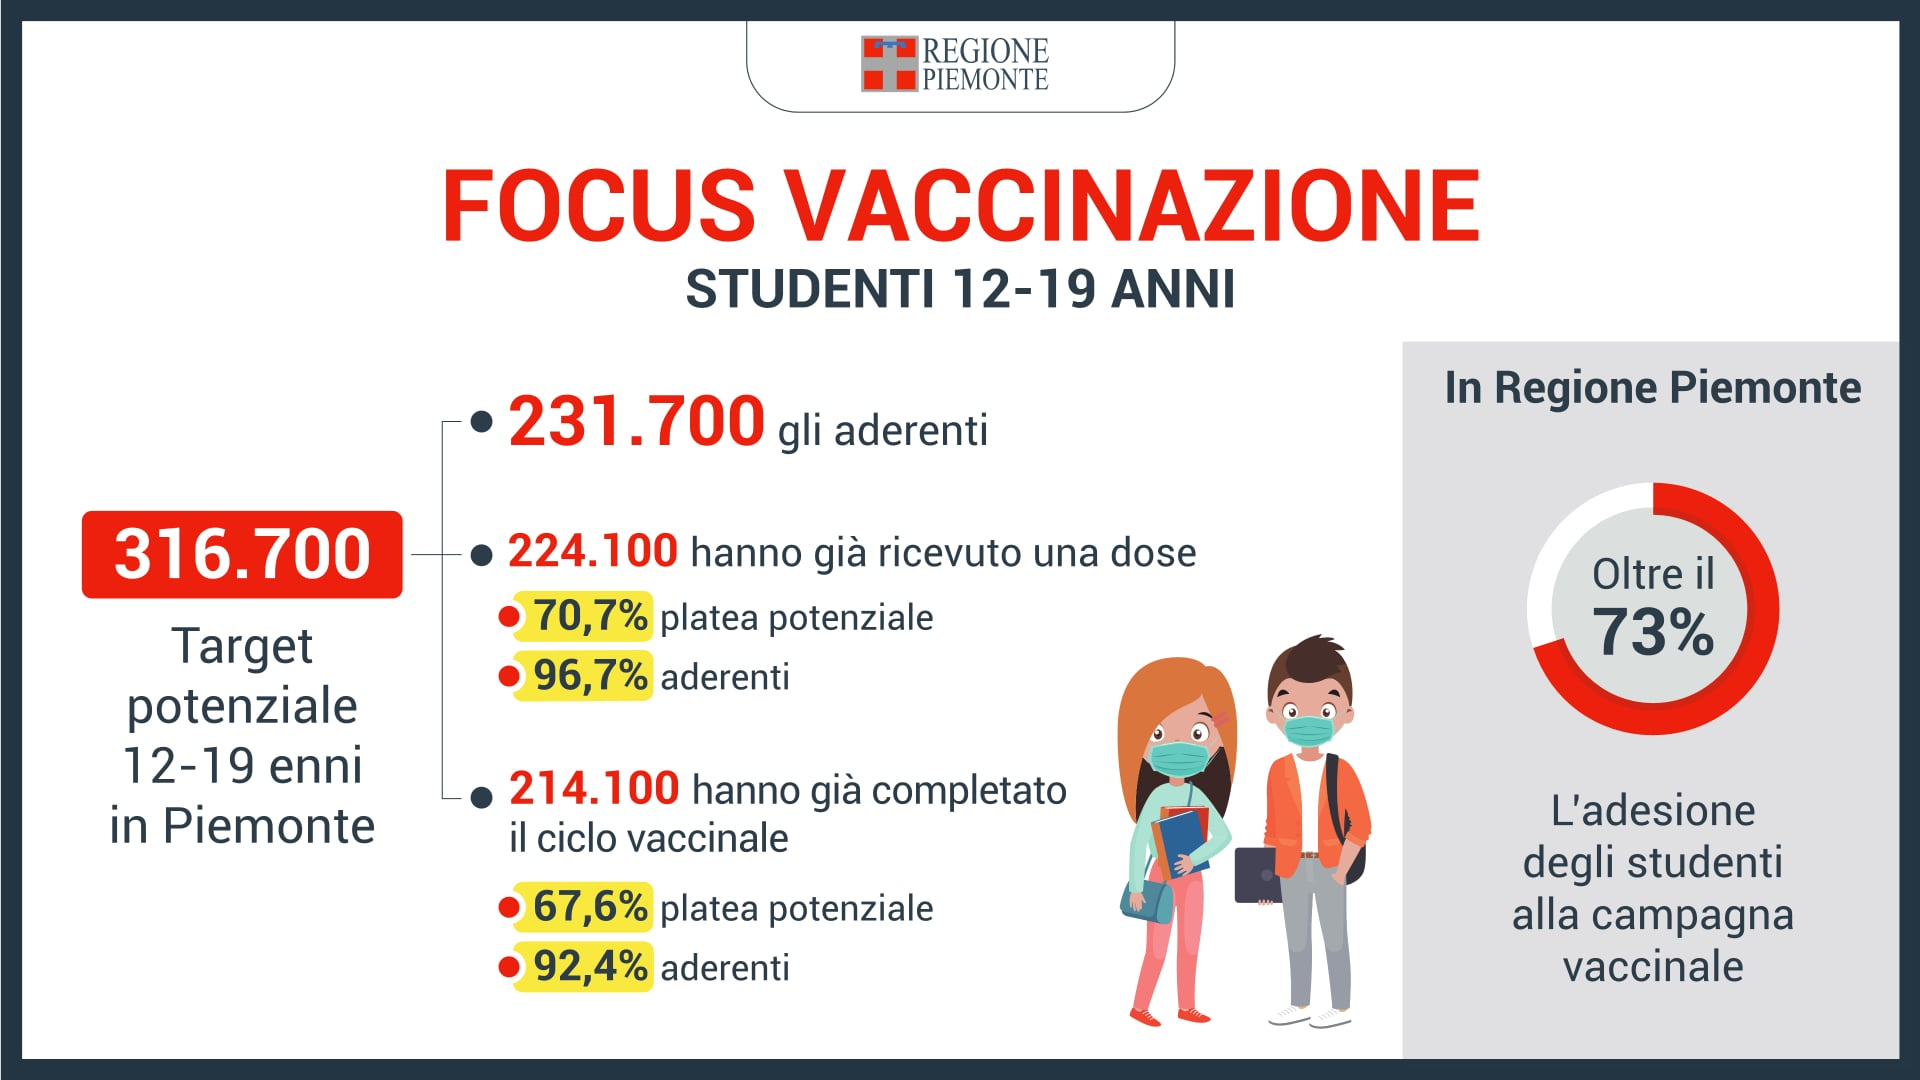 REGIONE
PIEMONTE
FOCUS VACCINAZIONE
STUDENTI 12-19 ANNI
316.700
Target
potenziale
12-19 enni
in Piemonte
231.700 gli aderenti
224.100 hanno già ricevuto una dose
70,7% platea potenziale
96,7% aderenti
214.100 hanno già completato
il ciclo vaccinale
67,6% platea potenziale
92,4% aderenti
In Regione Piemonte
Oltre il
73%
L'adesione
degli studenti
alla campagna
vaccinale